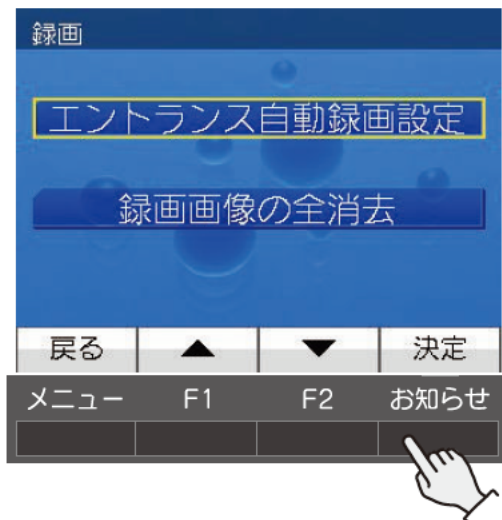 録画
エントランス自動録画設定
録画画像の全消去
戻る ▲ ▼ 決定
メニュー F1 F2 お知らせ